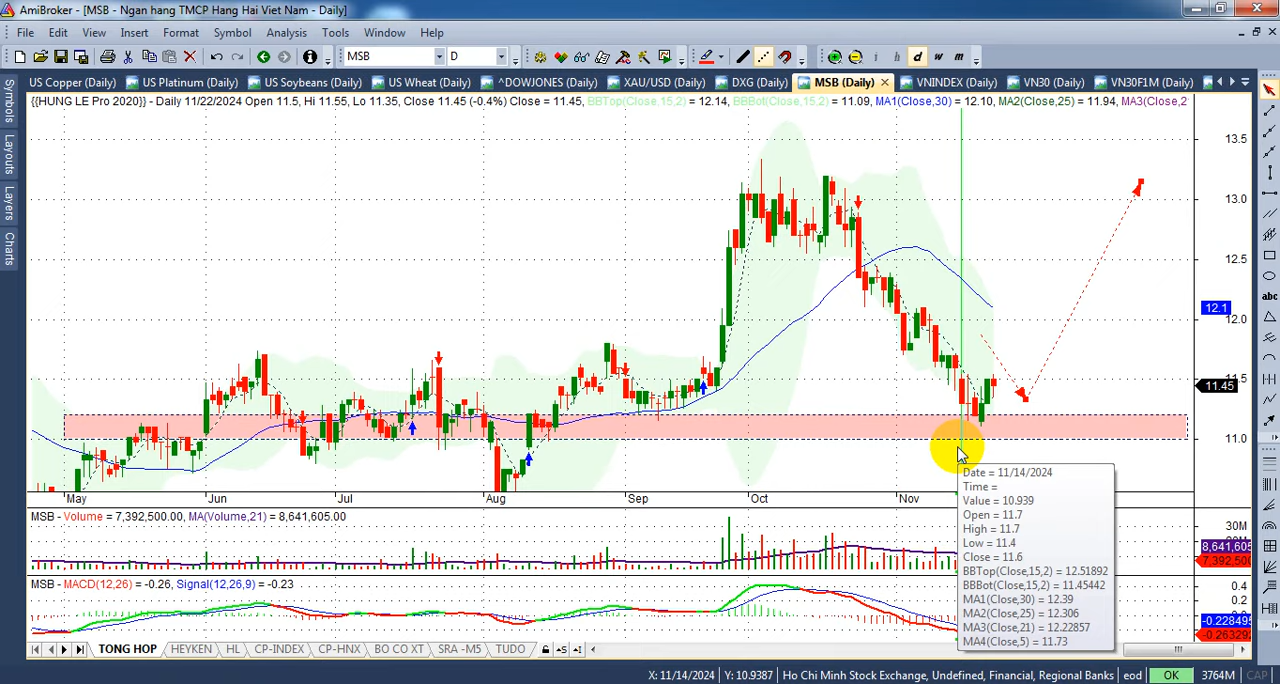 AmiBroker - [MSB - Ngan hang TMCP Hang Hai Viet Nam - Daily]
File Edit View Insert Format Symbol Analysis Tools Window Help
MSB D i h d w m
US Copper (Daily) US Platinum (Daily) US Soybeans (Daily) US Wheat (Daily) ^DOWJONES (Daily) XAU/USD (Daily) DXG (Daily) MSB (Daily) VNINDEX (Daily) VN30 (Daily) VN30F1M (Daily)
{{HUNG LE Pro 2020}} - Daily 11/22/2024 Open 11.5, Hi 11.55, Lo 11.35, Close 11.45 (-0.4%) Close = 11.45, BBTop(Close,15,2) = 12.14, BBBot(Close,15,2) = 11.09, MA1(Close,30) = 12.10, MA2(Close,25) = 11.94, MA3(Close,2
Symbols
Layouts
Layers
Charts
abc
13.5
13.0
12.5
12.1
12.0
11.5
11.45
11.0
May Jun Jul Aug Sep Oct Nov
Date = 11/14/2024
Time =
Value = 10.939
Open = 11.7
High = 11.7
Low = 11.4
Close = 11.6
BBTop(Close,15,2) = 12.51892
BBBot(Close,15,2) = 11.45442
MA1(Close,30) = 12.39
MA2(Close,25) = 12.306
MA3(Close,21) = 12.22857
MA4(Close,5) = 11.73
MSB - Volume = 7,392,500.00, MA(Volume,21) = 8,641,605.00
30M
8,641,605
7,392,500
MSB - MACD(12,26) = -0.26, Signal(12,26,9) = -0.23
0.4
0.2
-0.228495
-0.263292
TONG HOP HEYKEN HL CP-INDEX CP-HNX BO CO XT SRA -M5 TUDO
X: 11/14/2024 Y: 10.9387 Ho Chi Minh Stock Exchange, Undefined, Financial, Regional Banks eod OK 3764M CAP